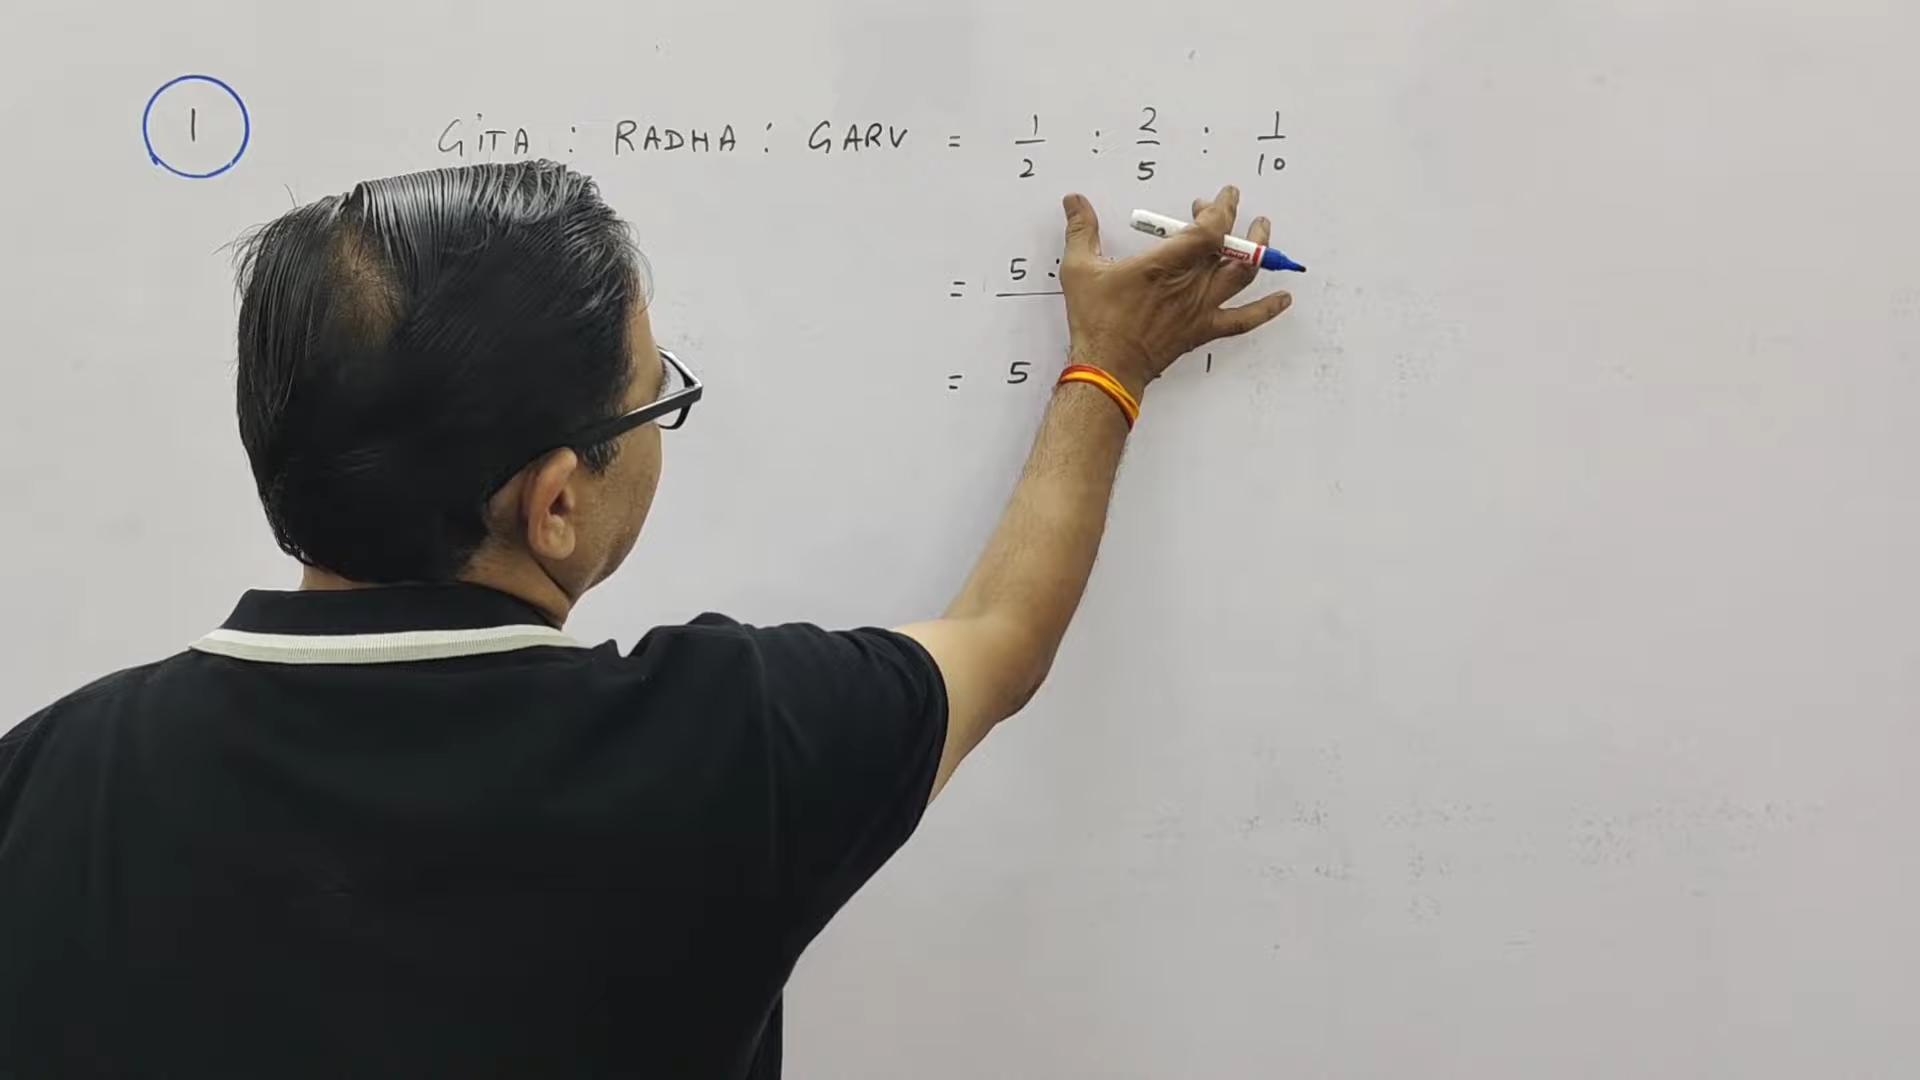 1
GITA : RADHA : GARV = 1/2 : 2/5 : 1/10
= 5 :
= 5 1